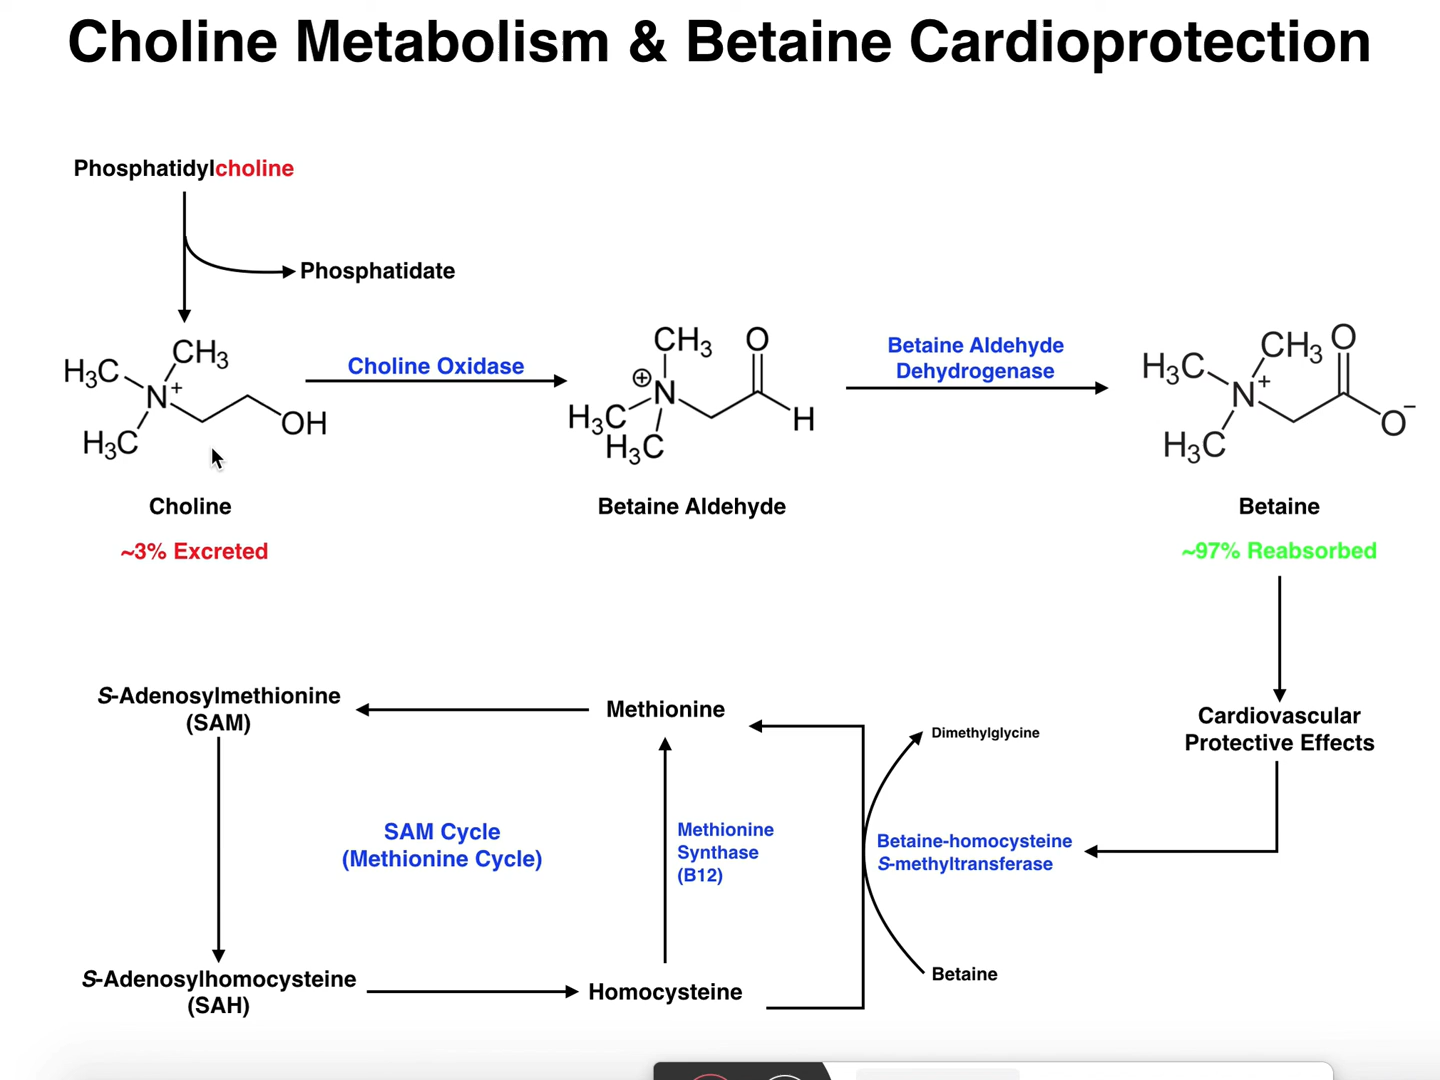 Choline Metabolism & Betaine Cardioprotection
Phosphatidylcholine
Phosphatidate
CH3
H3C
N+
OH
H3C
Choline Oxidase
CH3
O
⊕
N
H3C
H3C
H
Betaine Aldehyde
Dehydrogenase
CH3
O
H3C
N+
O−
H3C
Choline
Betaine Aldehyde
Betaine
~3% Excreted
~97% Reabsorbed
S-Adenosylmethionine
(SAM)
Methionine
Dimethylglycine
Cardiovascular
Protective Effects
SAM Cycle
(Methionine Cycle)
Methionine
Synthase
(B12)
Betaine-homocysteine
S-methyltransferase
S-Adenosylhomocysteine
(SAH)
Homocysteine
Betaine